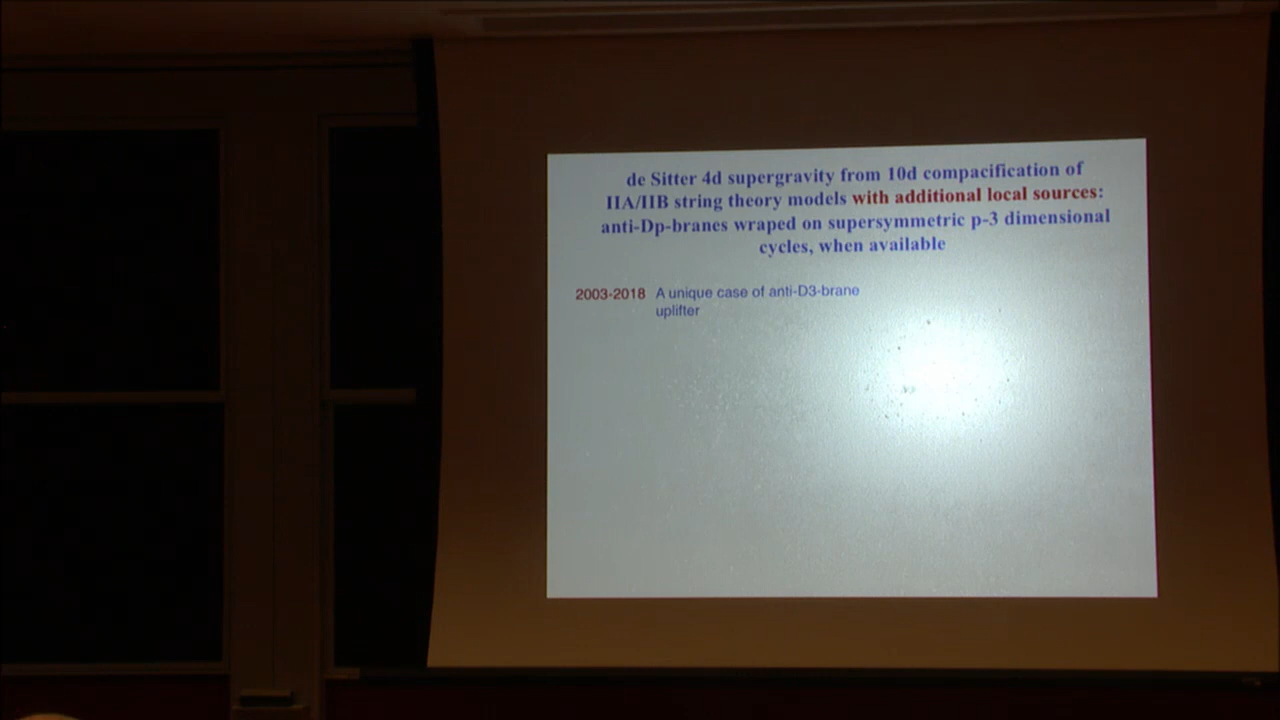 de Sitter 4d supergravity from 10d compacification of
IIA/IIB string theory models with additional local sources:
anti-Dp-branes wraped on supersymmetric p-3 dimensional
cycles, when available
2003-2018 A unique case of anti-D3-brane
uplifter